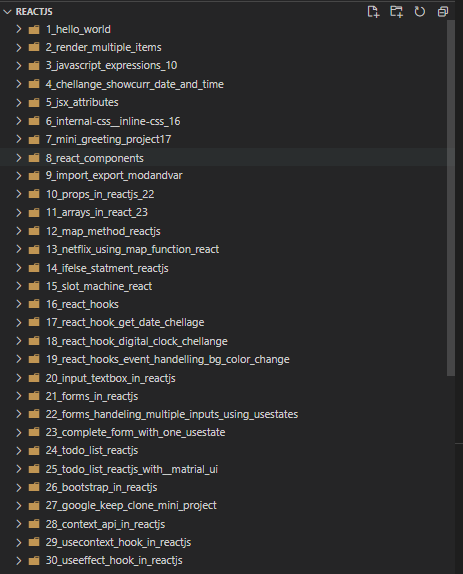 REACTJS
1_hello_world
2_render_multiple_items
3_javascript_expressions_10
4_chellange_showcurr_date_and_time
5_jsx_attributes
6_internal-css__inline-css_16
7_mini_greeting_project17
8_react_components
9_import_export_modandvar
10_props_in_reactjs_22
11_arrays_in_react_23
12_map_method_reactjs
13_netflix_using_map_function_react
14_ifelse_statment_reactjs
15_slot_machine_react
16_react_hooks
17_react_hook_get_date_chellage
18_react_hook_digital_clock_chellange
19_react_hooks_event_handelling_bg_color_change
20_input_textbox_in_reactjs
21_forms_in_reactjs
22_forms_handeling_multiple_inputs_using_usestates
23_complete_form_with_one_usestate
24_todo_list_reactjs
25_todo_list_reactjs_with__matrial_ui
26_bootstrap_in_reactjs
27_google_keep_clone_mini_project
28_context_api_in_reactjs
29_usecontext_hook_in_reactjs
30_useeffect_hook_in_reactjs